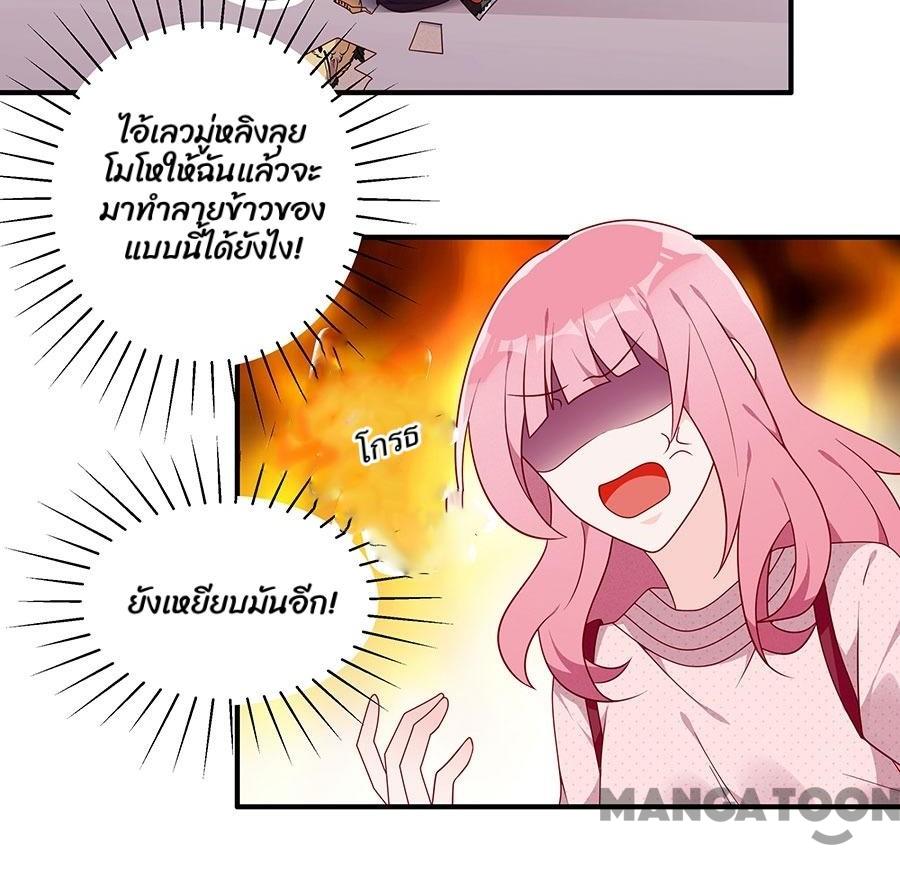 ไอ้เลวมู่หลิงลุย
โมโหให้ฉันแล้วจะ
มาทำลายข้าวของ
แบบนี้ได้ยังไง!
โกรธ
ยังเหยียบมันอีก!
MANGATOON